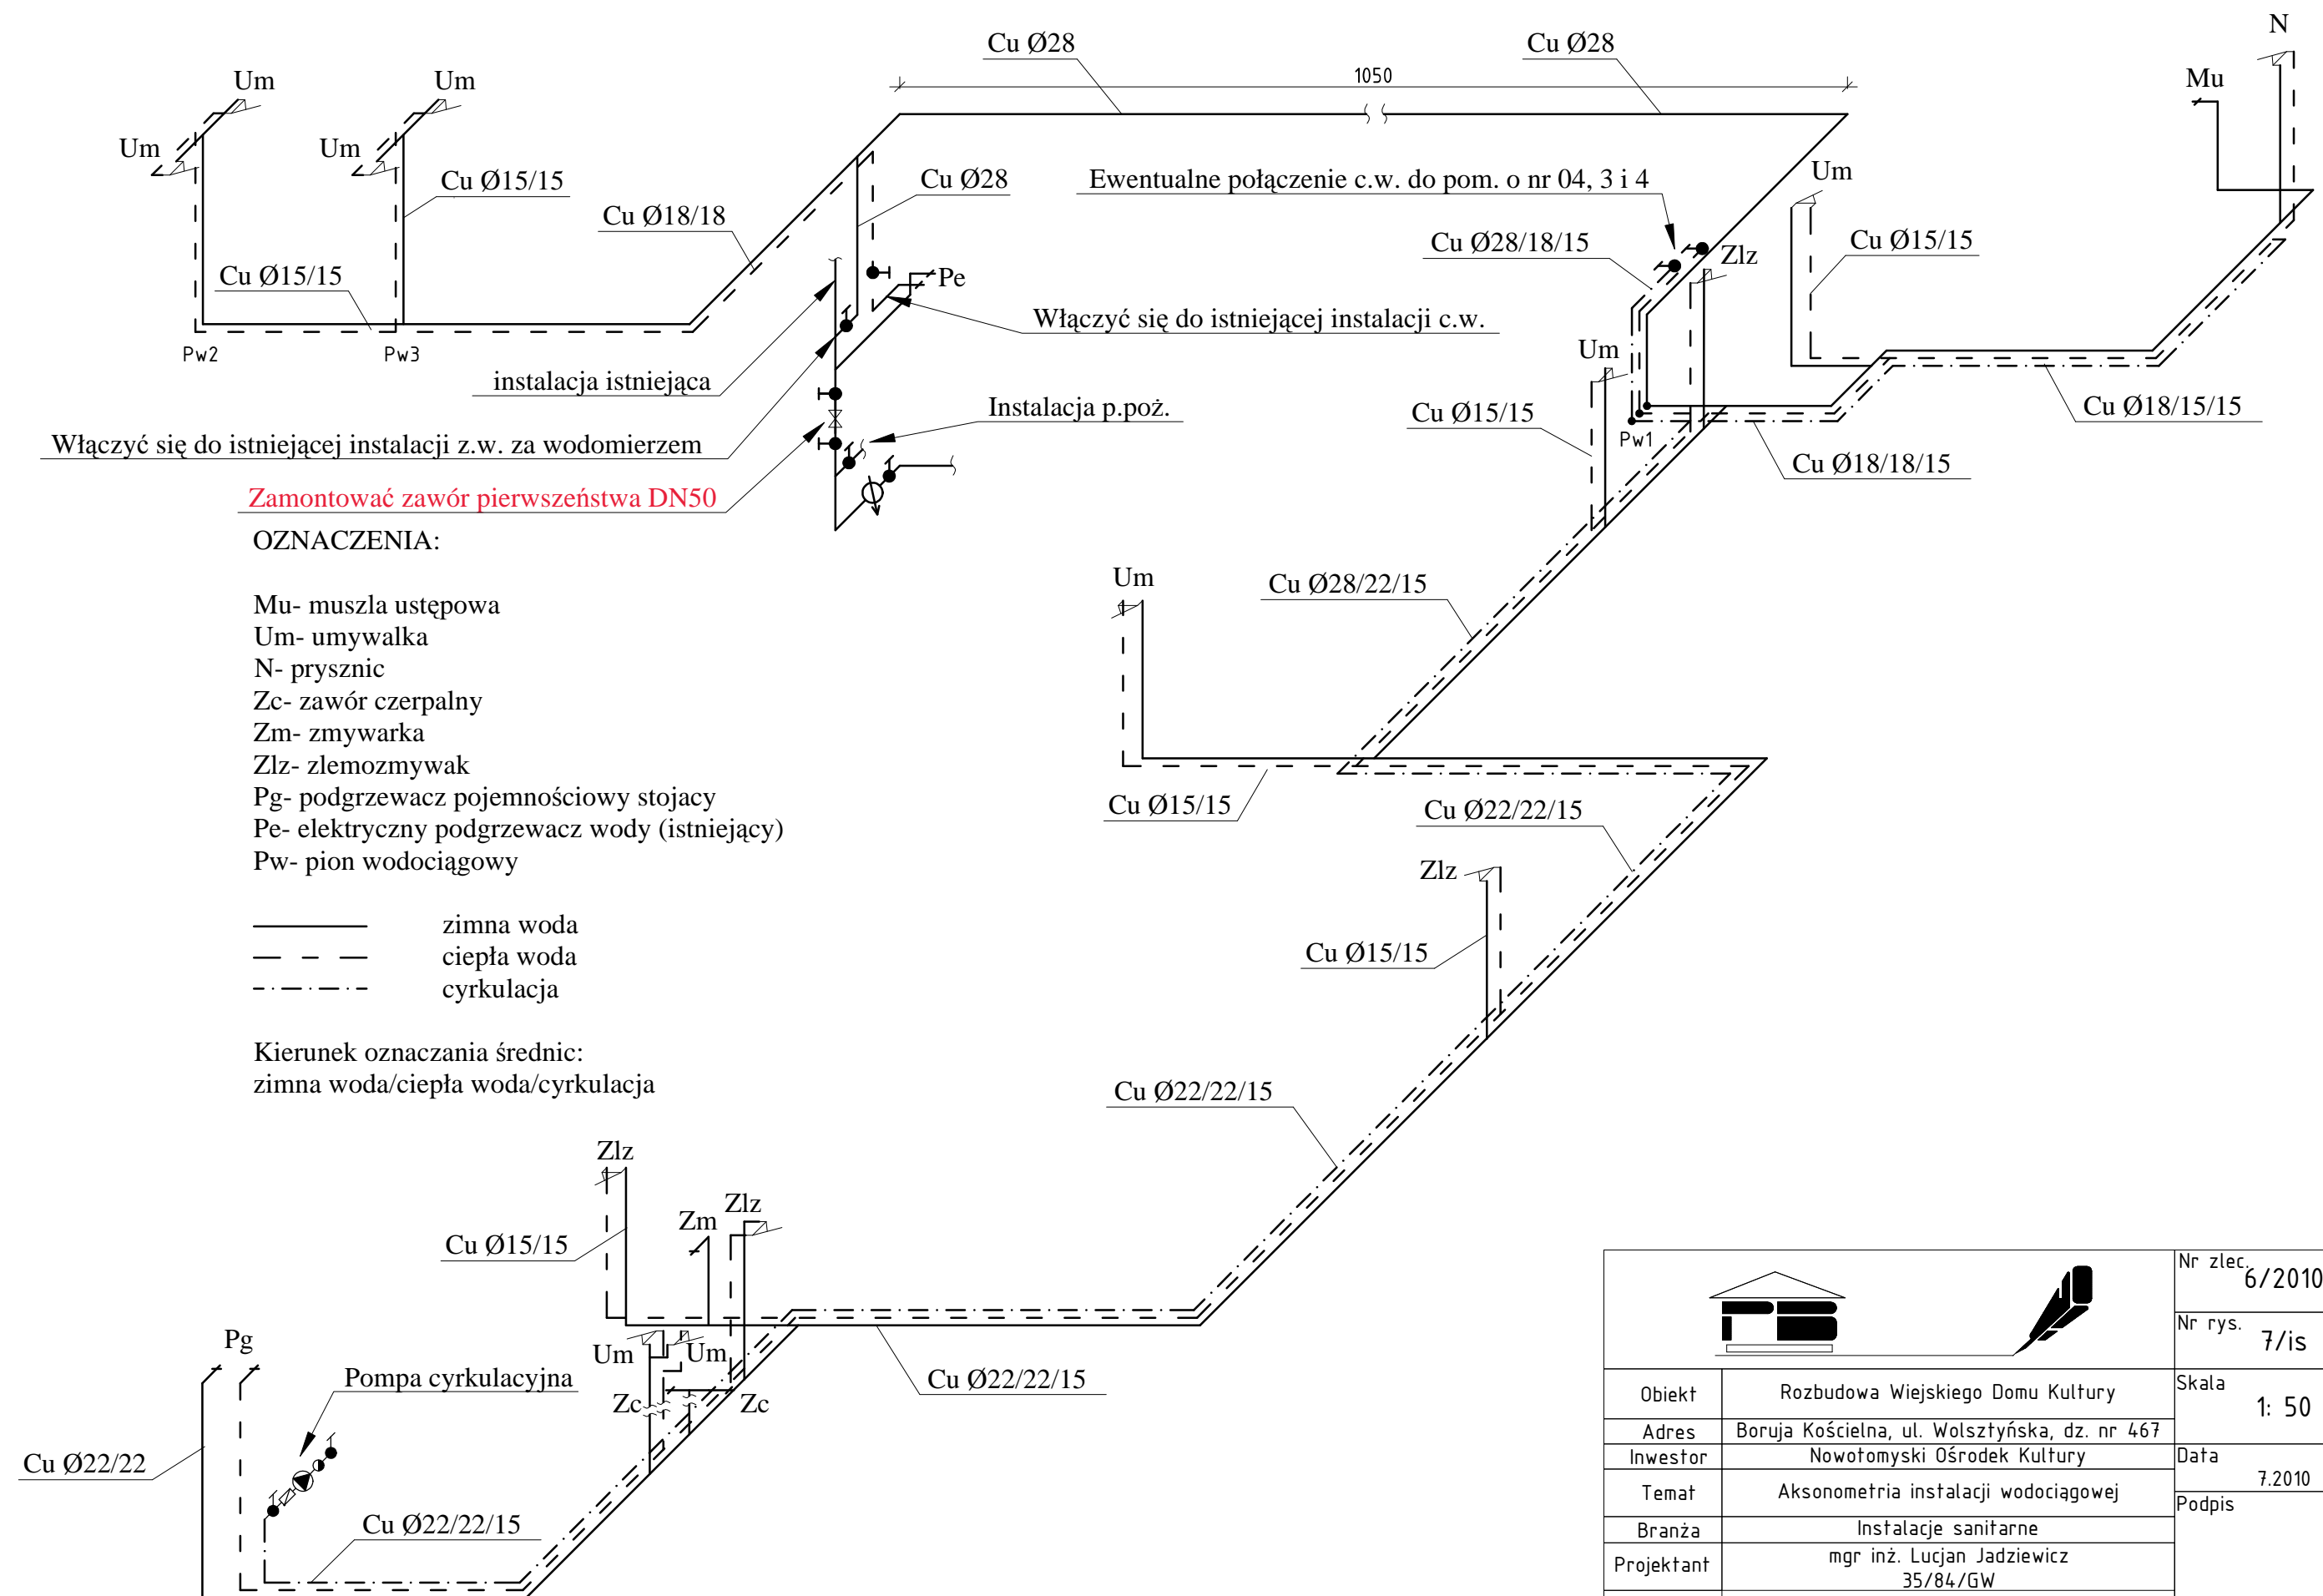 Cu Ø28
Cu Ø28
N
1050
Mu
Um
Um
Um
Um
Cu Ø15/15
Cu Ø28
Ewentualne połączenie c.w. do pom. o nr 04, 3 i 4
Um
Cu Ø18/18
Cu Ø28/18/15
Zlz
Cu Ø15/15
Cu Ø15/15
Pe
Włączyć się do istniejącej instalacji c.w.
Pw2
Pw3
Um
instalacja istniejąca
Instalacja p.poż.
Cu Ø15/15
Cu Ø18/15/15
Włączyć się do istniejącej instalacji z.w. za wodomierzem
Pw1
Cu Ø18/18/15
Zamontować zawór pierwszeństwa DN50
OZNACZENIA:
Mu- muszla ustępowa
Um- umywalka
N- prysznic
Zc- zawór czerpalny
Zm- zmywarka
Zlz- zlemozmywak
Pg- podgrzewacz pojemnościowy stojacy
Pe- elektryczny podgrzewacz wody (istniejący)
Pw- pion wodociągowy
zimna woda
ciepła woda
cyrkulacja
Kierunek oznaczania średnic:
zimna woda/ciepła woda/cyrkulacja
Um
Cu Ø28/22/15
Cu Ø15/15
Cu Ø22/22/15
Zlz
Cu Ø15/15
Cu Ø22/22/15
Zlz
Zm
Zlz
Cu Ø15/15
Um
Um
Cu Ø22/22/15
Zc
Zc
Pg
Pompa cyrkulacyjna
Cu Ø22/22
Cu Ø22/22/15
Nr zlec. 6/2010
Nr rys. 7/is
Obiekt Rozbudowa Wiejskiego Domu Kultury
Skala 1: 50
Adres Boruja Kościelna, ul. Wolsztyńska, dz. nr 467
Inwestor Nowotomyski Ośrodek Kultury
Data 7.2010
Temat Aksonometria instalacji wodociągowej
Podpis
Branża Instalacje sanitarne
Projektant mgr inż. Lucjan Jadziewicz
35/84/GW